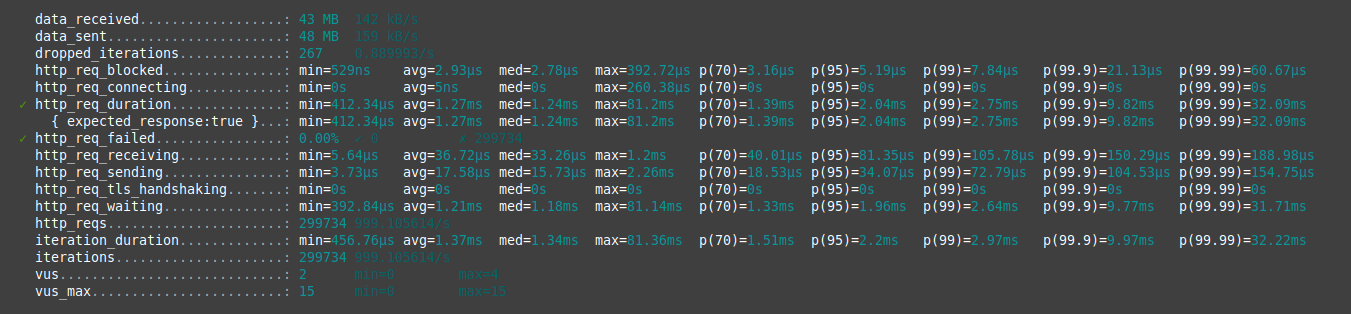 data_received..................: 43 MB 142 kB/s
data_sent......................: 48 MB 159 kB/s
dropped_iterations.............: 267 0.889993/s
http_req_blocked...............: min=529ns avg=2.93µs med=2.78µs max=392.72µs p(70)=3.16µs p(95)=5.19µs p(99)=7.84µs p(99.9)=21.13µs p(99.99)=60.67µs
http_req_connecting............: min=0s avg=5ns med=0s max=260.38µs p(70)=0s p(95)=0s p(99)=0s p(99.9)=0s p(99.99)=0s
✓ http_req_duration..............: min=412.34µs avg=1.27ms med=1.24ms max=81.2ms p(70)=1.39ms p(95)=2.04ms p(99)=2.75ms p(99.9)=9.82ms p(99.99)=32.09ms
{ expected_response:true }...: min=412.34µs avg=1.27ms med=1.24ms max=81.2ms p(70)=1.39ms p(95)=2.04ms p(99)=2.75ms p(99.9)=9.82ms p(99.99)=32.09ms
✓ http_req_failed................: 0.00% ✓ 0 ✗ 299734
http_req_receiving.............: min=5.64µs avg=36.72µs med=33.26µs max=1.2ms p(70)=40.01µs p(95)=81.35µs p(99)=105.78µs p(99.9)=150.29µs p(99.99)=188.98µs
http_req_sending...............: min=3.73µs avg=17.58µs med=15.73µs max=2.26ms p(70)=18.53µs p(95)=34.07µs p(99)=72.79µs p(99.9)=104.53µs p(99.99)=154.75µs
http_req_tls_handshaking.......: min=0s avg=0s med=0s max=0s p(70)=0s p(95)=0s p(99)=0s p(99.9)=0s p(99.99)=0s
http_req_waiting...............: min=392.84µs avg=1.21ms med=1.18ms max=81.14ms p(70)=1.33ms p(95)=1.96ms p(99)=2.64ms p(99.9)=9.77ms p(99.99)=31.71ms
http_reqs......................: 299734 999.105614/s
iteration_duration.............: min=456.76µs avg=1.37ms med=1.34ms max=81.36ms p(70)=1.51ms p(95)=2.2ms p(99)=2.97ms p(99.9)=9.97ms p(99.99)=32.22ms
iterations.....................: 299734 999.105614/s
vus............................: 2 min=0 max=4
vus_max........................: 15 min=0 max=15